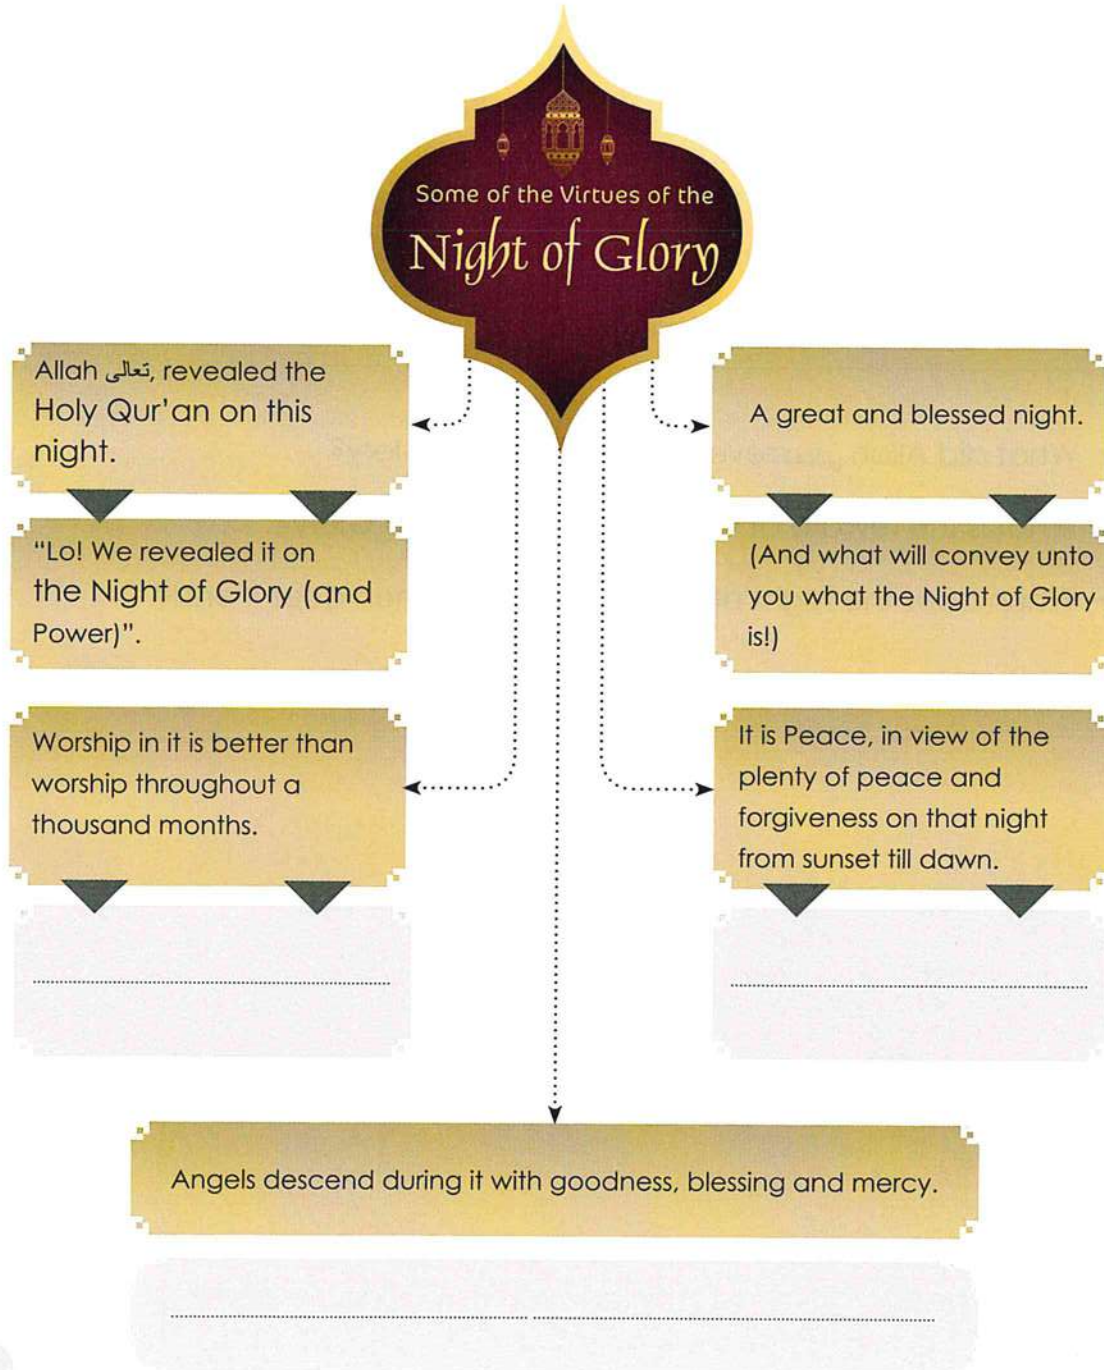 Some of the Virtues of the
Night of Glory
Allah تعالى, revealed the
Holy Qur'an on this
night.
"Lo! We revealed it on
the Night of Glory (and
Power)".
A great and blessed night.
(And what will convey unto
you what the Night of Glory
is!)
Worship in it is better than
worship throughout a
thousand months.
It is Peace, in view of the
plenty of peace and
forgiveness on that night
from sunset till dawn.
Angels descend during it with goodness, blessing and mercy.